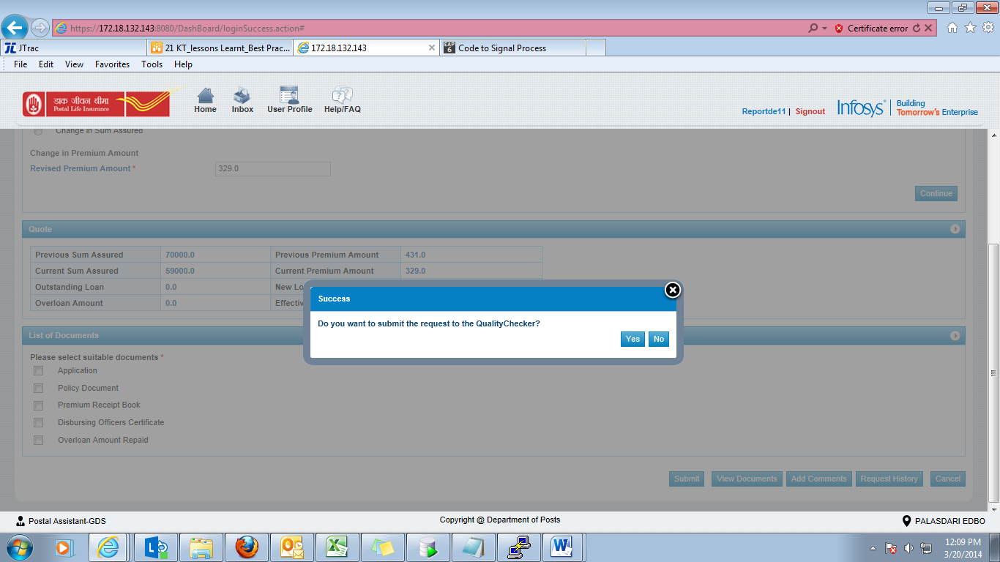 https://172.18.132.143:8080/DashBoard/loginSuccess.action#
Certificate error
JTrac
21 KT_lessons Learnt_Best Prac...
172.18.132.143
Code to Signal Process
File Edit View Favorites Tools Help
डाक जीवन बीमा
Postal Life Insurance
Home
Inbox
User Profile
Help/FAQ
Reportde11 | Signout
Infosys
Building
Tomorrow's Enterprise
Change in Sum Assured
Change in Premium Amount
Revised Premium Amount * 329.0
Continue
Quote
Previous Sum Assured 70000.0 Previous Premium Amount 431.0
Current Sum Assured 59000.0 Current Premium Amount 329.0
Outstanding Loan 0.0 New Lo
Overloan Amount 0.0 Effectiv
Success
Do you want to submit the request to the QualityChecker?
Yes No
List of Documents
Please select suitable documents *
Application
Policy Document
Premium Receipt Book
Disbursing Officers Certificate
Overloan Amount Repaid
Submit View Documents Add Comments Request History Cancel
Postal Assistant-GDS
Copyright @ Department of Posts
PALASDARI EDBO
12:09 PM
3/20/2014